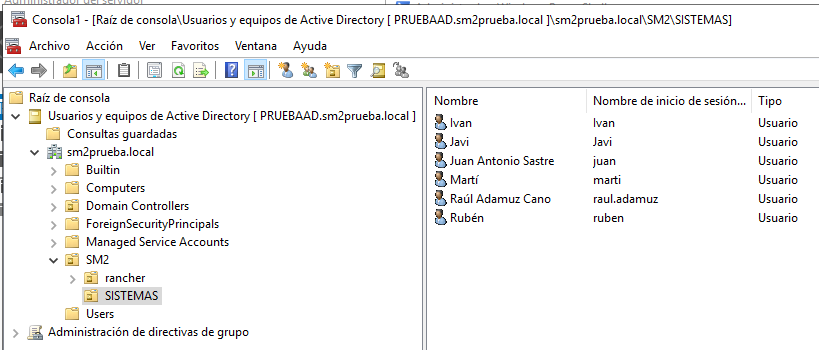 Consola1 - [Raíz de consola\Usuarios y equipos de Active Directory [ PRUEBAAD.sm2prueba.local ]\sm2prueba.local\SM2\SISTEMAS]
Archivo Acción Ver Favoritos Ventana Ayuda
Raíz de consola
Usuarios y equipos de Active Directory [ PRUEBAAD.sm2prueba.local ]
Consultas guardadas
sm2prueba.local
Builtin
Computers
Domain Controllers
ForeignSecurityPrincipals
Managed Service Accounts
SM2
rancher
SISTEMAS
Users
Administración de directivas de grupo
Nombre Nombre de inicio de sesión... Tipo
Ivan Ivan Usuario
Javi Javi Usuario
Juan Antonio Sastre juan Usuario
Martí marti Usuario
Raúl Adamuz Cano raul.adamuz Usuario
Rubén ruben Usuario